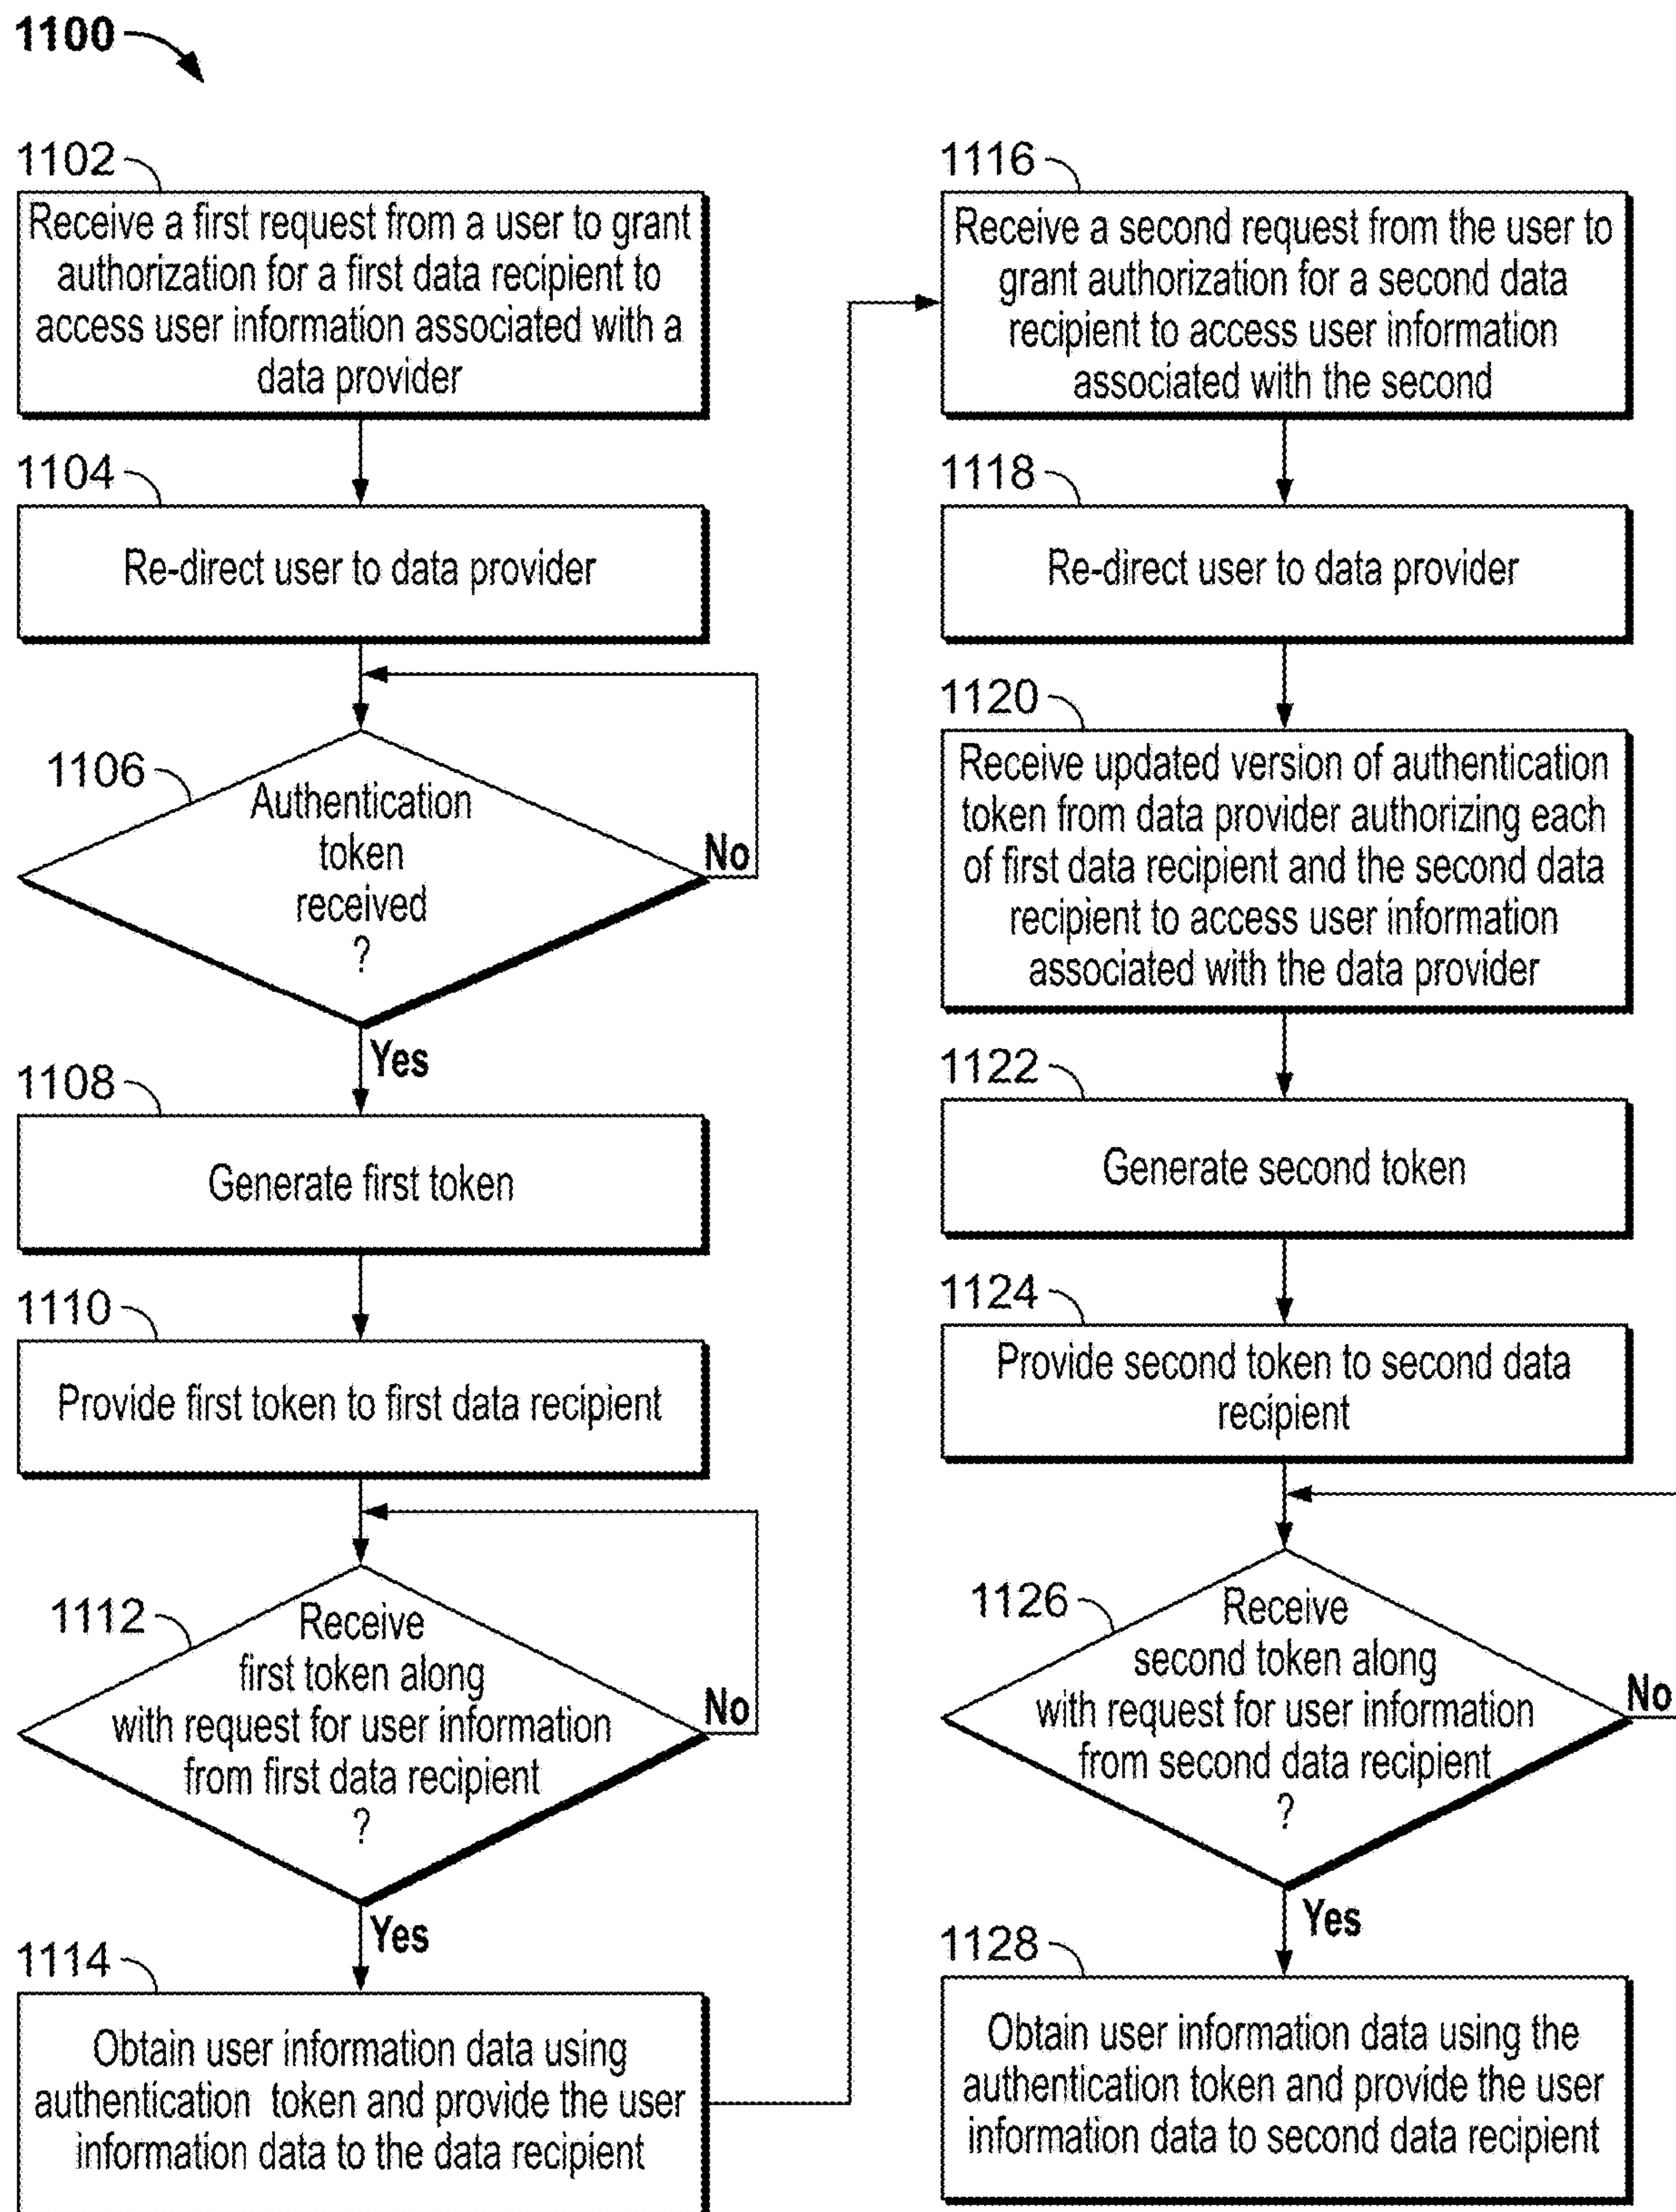 1100
1102
Receive a first request from a user to grant
authorization for a first data recipient to
access user information associated with a
data provider
1104
Re-direct user to data provider
1106
Authentication
token
received
?
No
Yes
1108
Generate first token
1110
Provide first token to first data recipient
1112
Receive
first token along
with request for user information
from first data recipient
?
No
Yes
1114
Obtain user information data using
authentication token and provide the user
information data to the data recipient
1116
Receive a second request from the user to
grant authorization for a second data
recipient to access user information
associated with the second
1118
Re-direct user to data provider
1120
Receive updated version of authentication
token from data provider authorizing each
of first data recipient and the second data
recipient to access user information
associated with the data provider
1122
Generate second token
1124
Provide second token to second data
recipient
1126
Receive
second token along
with request for user information
from second data recipient
?
No
Yes
1128
Obtain user information data using the
authentication token and provide the user
information data to second data recipient